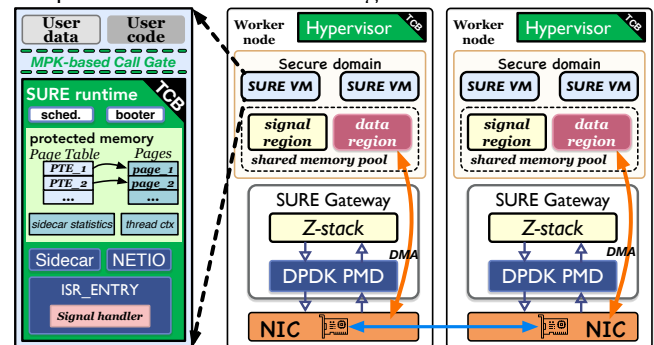 User data
User code
MPK-based Call Gate
SURE runtime
TCB
sched.
booter
protected memory
Page Table
Pages
PTE_1
page_1
PTE_2
page_2
...
...
sidecar statistics
thread ctx
Sidecar
NETIO
ISR_ENTRY
Signal handler
Worker node
Hypervisor
TCB
Secure domain
SURE VM
SURE VM
signal region
data region
shared memory pool
SURE Gateway
Z-stack
DMA
DPDK PMD
NIC
Worker node
Hypervisor
TCB
Secure domain
SURE VM
SURE VM
signal region
data region
shared memory pool
SURE Gateway
Z-stack
DPDK PMD
NIC